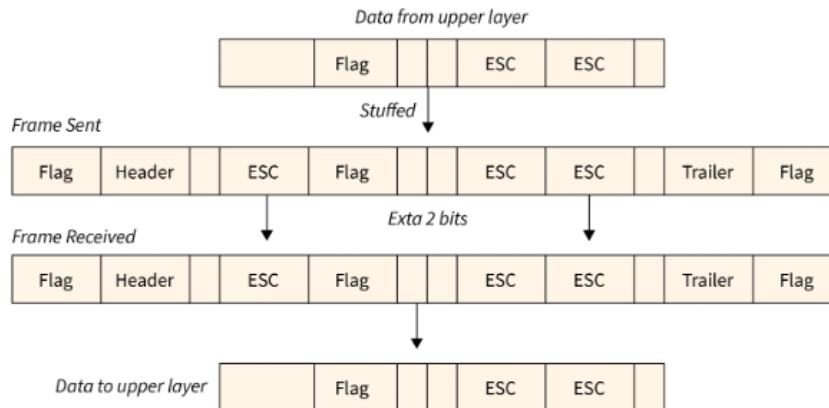 Data from upper layer
Flag ESC ESC
Stuffed
Frame Sent
Flag Header ESC Flag ESC ESC Trailer Flag
Exta 2 bits
Frame Received
Flag Header ESC Flag ESC ESC Trailer Flag
Data to upper layer Flag ESC ESC